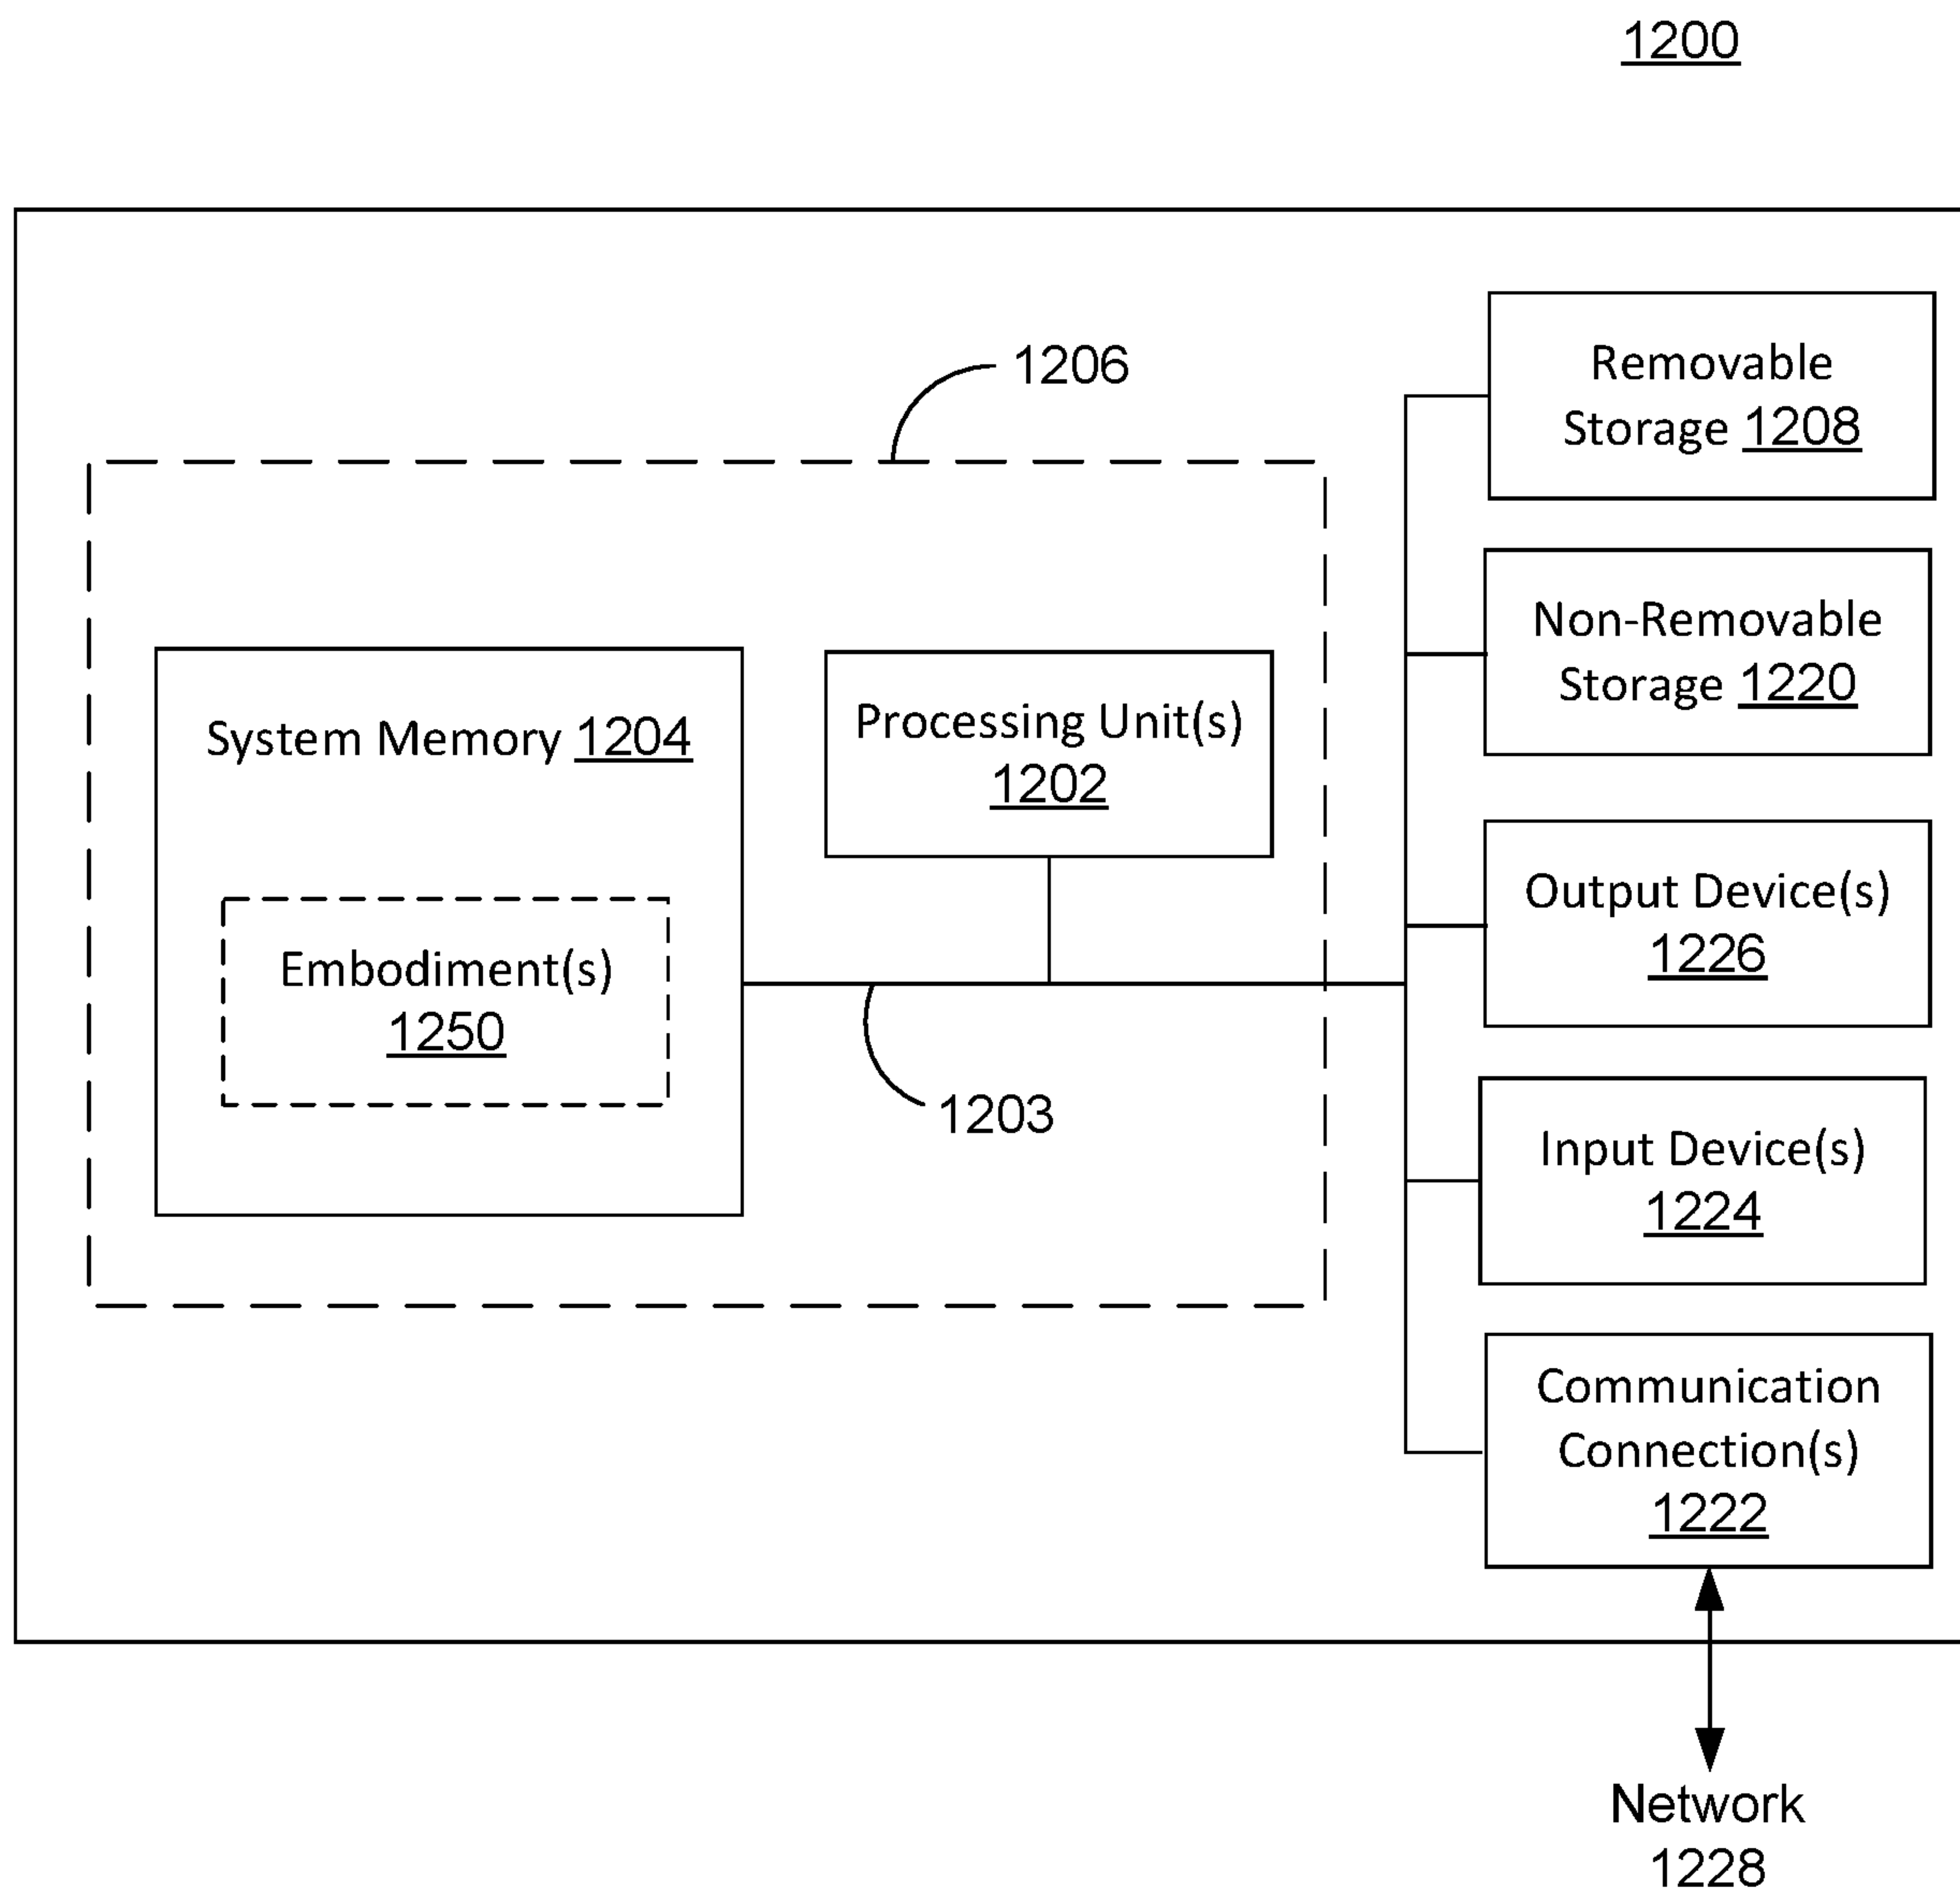 1200
1206
Removable
Storage 1208
Non-Removable
Storage 1220
System Memory 1204
Processing Unit(s)
1202
Output Device(s)
1226
Embodiment(s)
1250
1203
Input Device(s)
1224
Communication
Connection(s)
1222
Network
1228